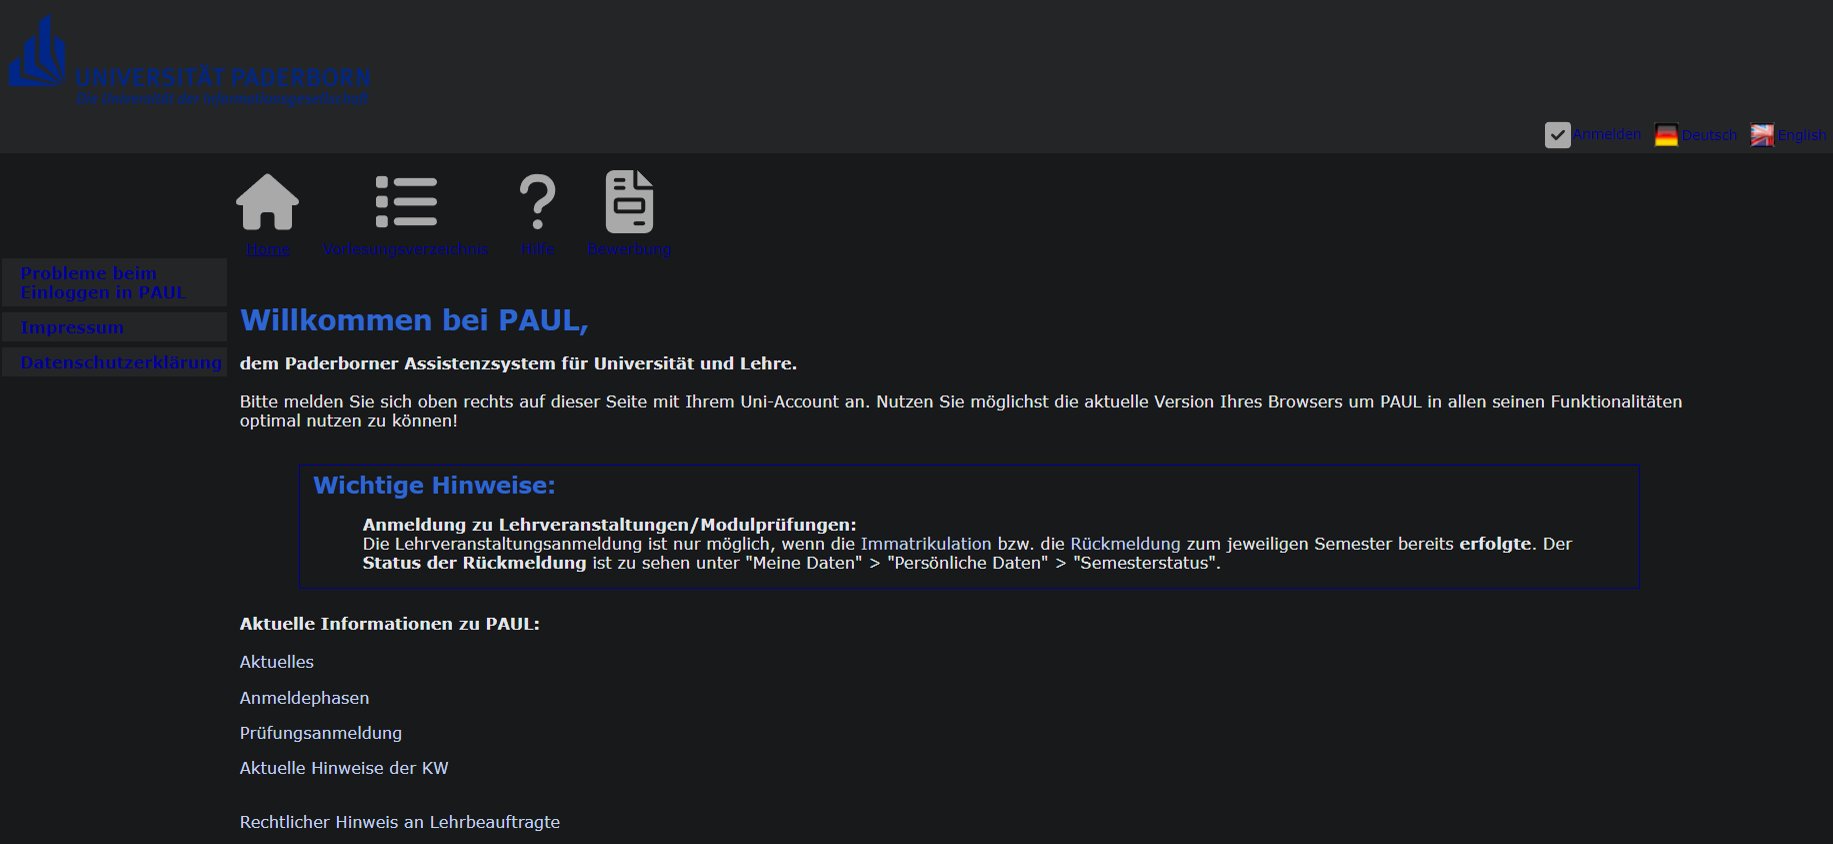 UNIVERSITÄT PADERBORN
Die Universität der Informationsgesellschaft
Anmelden Deutsch English
Home Vorlesungsverzeichnis Hilfe Bewerbung
Probleme beim
Einloggen in PAUL
Impressum
Datenschutzerklärung
Willkommen bei PAUL,
dem Paderborner Assistenzsystem für Universität und Lehre.
Bitte melden Sie sich oben rechts auf dieser Seite mit Ihrem Uni-Account an. Nutzen Sie möglichst die aktuelle Version Ihres Browsers um PAUL in allen seinen Funktionalitäten
optimal nutzen zu können!
Wichtige Hinweise:
Anmeldung zu Lehrveranstaltungen/Modulprüfungen:
Die Lehrveranstaltungsanmeldung ist nur möglich, wenn die Immatrikulation bzw. die Rückmeldung zum jeweiligen Semester bereits erfolgte. Der
Status der Rückmeldung ist zu sehen unter "Meine Daten" > "Persönliche Daten" > "Semesterstatus".
Aktuelle Informationen zu PAUL:
Aktuelles
Anmeldephasen
Prüfungsanmeldung
Aktuelle Hinweise der KW
Rechtlicher Hinweis an Lehrbeauftragte